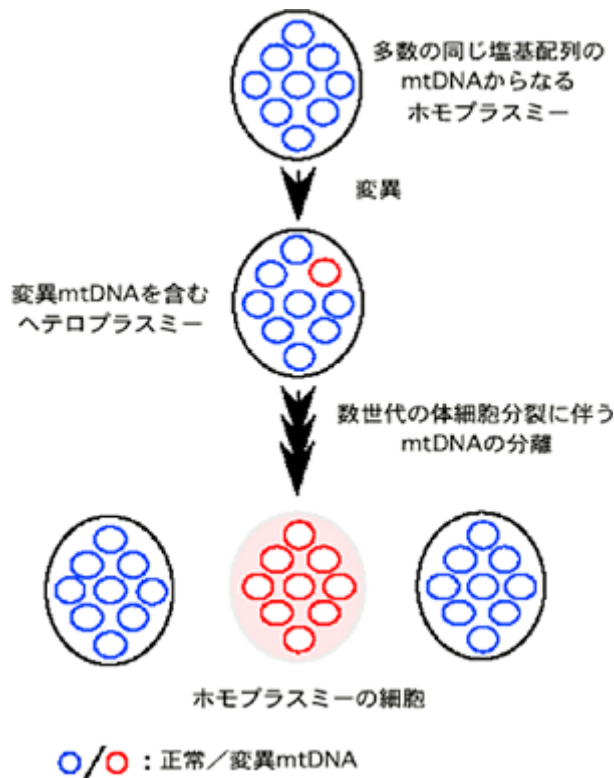 多数の同じ塩基配列の
mtDNAからなる
ホモプラスミー
変異
変異mtDNAを含む
ヘテロプラスミー
数世代の体細胞分裂に伴う
mtDNAの分離
ホモプラスミーの細胞
：正常／変異mtDNA